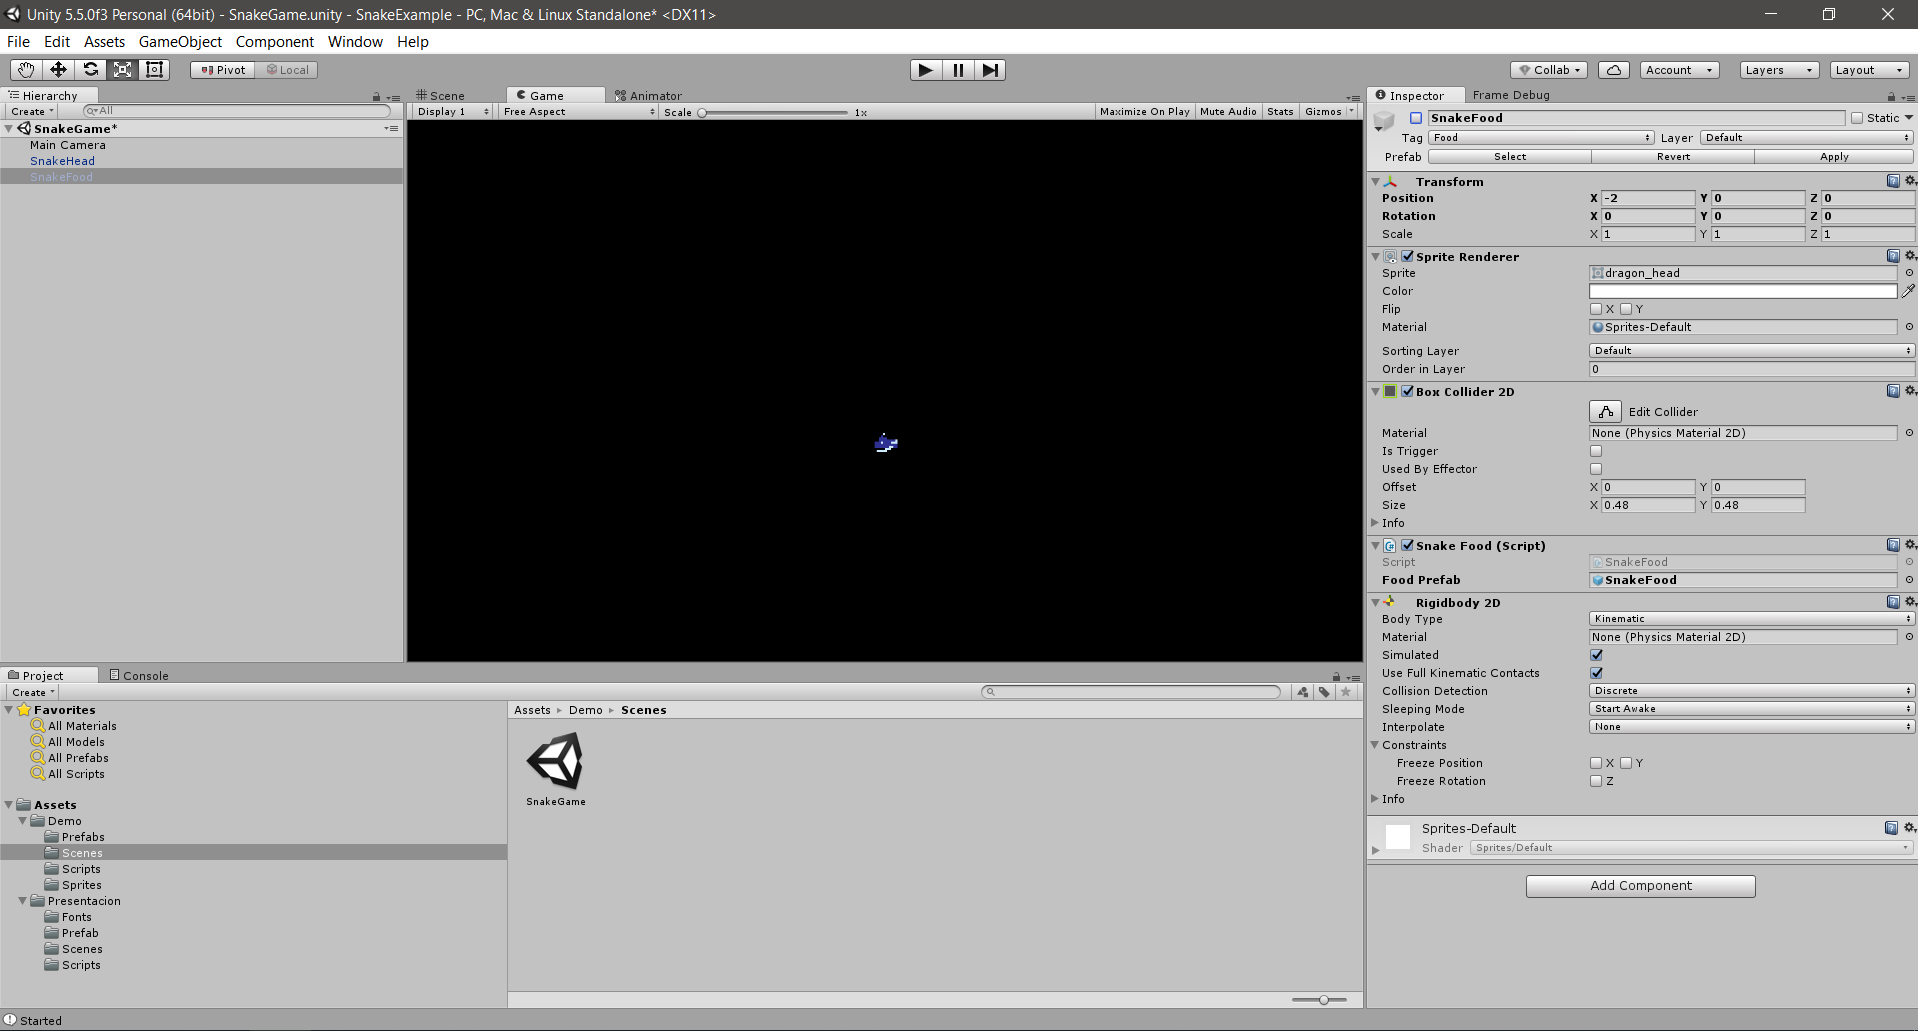 Unity 5.5.0f3 Personal (64bit) - SnakeGame.unity - SnakeExample - PC, Mac & Linux Standalone* <DX11>
File Edit Assets GameObject Component Window Help
Pivot Local Collab Account Layers Layout
Hierarchy
Create All
SnakeGame*
Main Camera
SnakeHead
SnakeFood
Scene Game Animator
Display 1 Free Aspect Scale 1x Maximize On Play Mute Audio Stats Gizmos
Inspector Frame Debug
SnakeFood Static
Tag Food Layer Default
Prefab Select Revert Apply
Transform
Position X -2 Y 0 Z 0
Rotation X 0 Y 0 Z 0
Scale X 1 Y 1 Z 1
Sprite Renderer
Sprite dragon_head
Color
Flip X Y
Material Sprites-Default
Sorting Layer Default
Order in Layer 0
Box Collider 2D
Edit Collider
Material None (Physics Material 2D)
Is Trigger
Used By Effector
Offset X 0 Y 0
Size X 0.48 Y 0.48
Info
Snake Food (Script)
Script SnakeFood
Food Prefab SnakeFood
Rigidbody 2D
Body Type Kinematic
Material None (Physics Material 2D)
Simulated
Use Full Kinematic Contacts
Collision Detection Discrete
Sleeping Mode Start Awake
Interpolate None
Constraints
Freeze Position X Y
Freeze Rotation Z
Info
Sprites-Default
Shader Sprites/Default
Add Component
Project Console
Create
Favorites
All Materials
All Models
All Prefabs
All Scripts
Assets
Demo
Prefabs
Scenes
Scripts
Sprites
Presentacion
Fonts
Prefab
Scenes
Scripts
Assets Demo Scenes
SnakeGame
Started